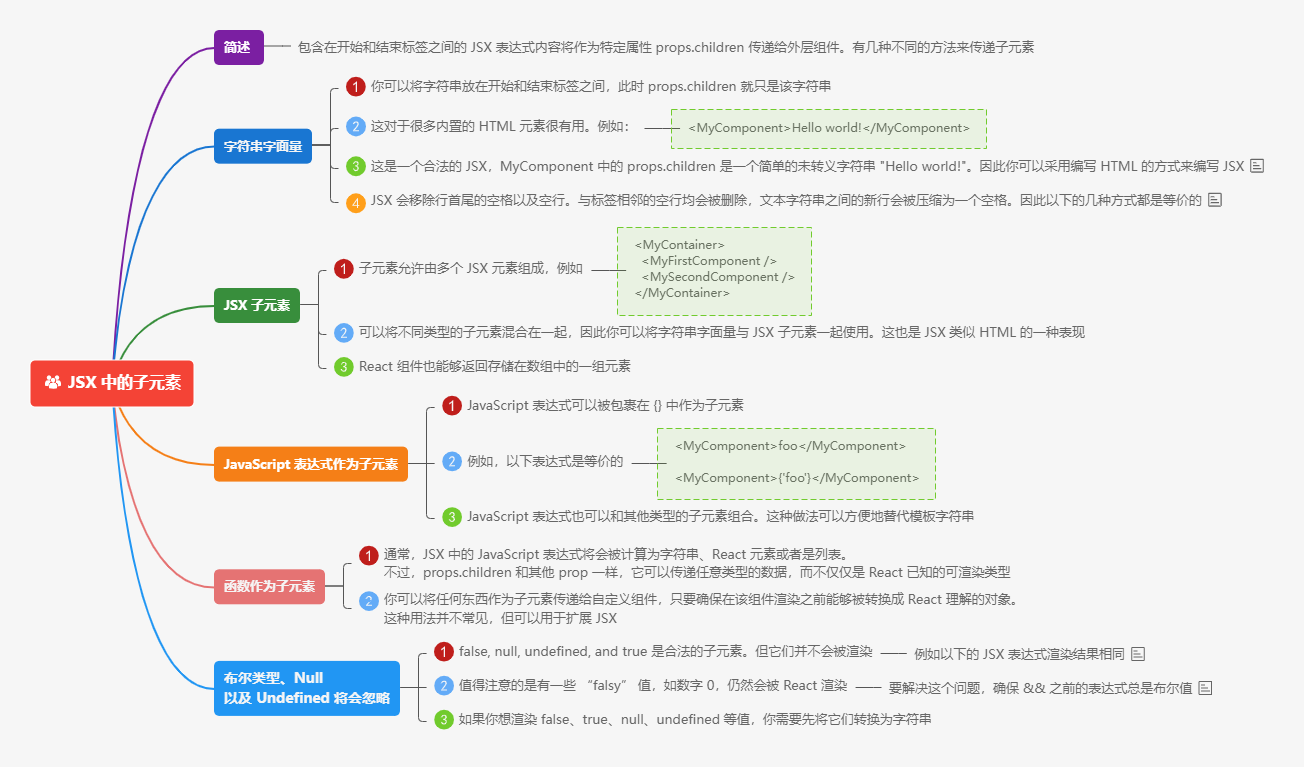 JSX 中的子元素
简述
包含在开始和结束标签之间的 JSX 表达式内容将作为特定属性 props.children 传递给外层组件。有几种不同的方法来传递子元素
字符串字面量
1 你可以将字符串放在开始和结束标签之间，此时 props.children 就只是该字符串
2 这对于很多内置的 HTML 元素很有用。例如：
<MyComponent>Hello world!</MyComponent>
3 这是一个合法的 JSX，MyComponent 中的 props.children 是一个简单的未转义字符串 "Hello world!"。因此你可以采用编写 HTML 的方式来编写 JSX
4 JSX 会移除行首尾的空格以及空行。与标签相邻的空行均会被删除，文本字符串之间的新行会被压缩为一个空格。因此以下的几种方式都是等价的
JSX 子元素
1 子元素允许由多个 JSX 元素组成，例如
<MyContainer>
<MyFirstComponent />
<MySecondComponent />
</MyContainer>
2 可以将不同类型的子元素混合在一起，因此你可以将字符串字面量与 JSX 子元素一起使用。这也是 JSX 类似 HTML 的一种表现
3 React 组件也能够返回存储在数组中的一组元素
JavaScript 表达式作为子元素
1 JavaScript 表达式可以被包裹在 {} 中作为子元素
2 例如，以下表达式是等价的
<MyComponent>foo</MyComponent>
<MyComponent>{'foo'}</MyComponent>
3 JavaScript 表达式也可以和其他类型的子元素组合。这种做法可以方便地替代模板字符串
函数作为子元素
1 通常，JSX 中的 JavaScript 表达式将会被计算为字符串、React 元素或者是列表。
不过，props.children 和其他 prop 一样，它可以传递任意类型的数据，而不仅仅是 React 已知的可渲染类型
2 你可以将任何东西作为子元素传递给自定义组件，只要确保在该组件渲染之前能够被转换成 React 理解的对象。
这种用法并不常见，但可以用于扩展 JSX
布尔类型、Null
以及 Undefined 将会忽略
1 false, null, undefined, and true 是合法的子元素。但它们并不会被渲染
例如以下的 JSX 表达式渲染结果相同
2 值得注意的是有一些 “falsy” 值，如数字 0，仍然会被 React 渲染
要解决这个问题，确保 && 之前的表达式总是布尔值
3 如果你想渲染 false、true、null、undefined 等值，你需要先将它们转换为字符串